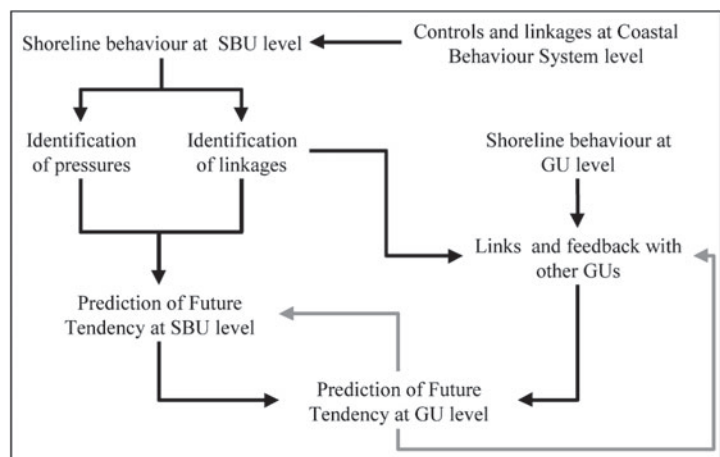 Shoreline behaviour at SBU level
Controls and linkages at Coastal
Behaviour System level
Identification
of pressures
Identification
of linkages
Shoreline behaviour at
GU level
Links and feedback with
other GUs
Prediction of Future
Tendency at SBU level
Prediction of Future
Tendency at GU level